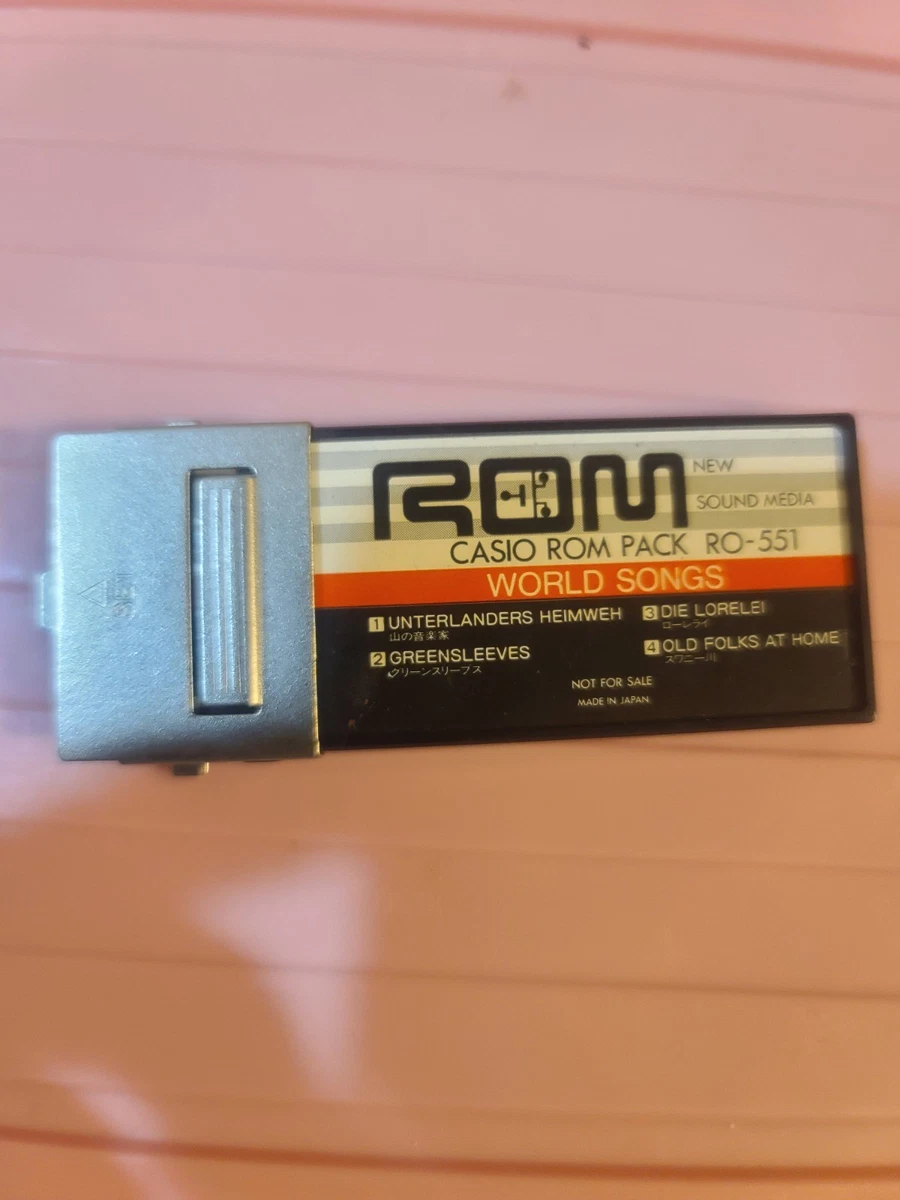 ROM
NEW
SOUND MEDIA
CASIO ROM PACK RO-551
WORLD SONGS
1 UNTERLANDERS HEIMWEH
山の音楽家
2 GREENSLEEVES
グリーンスリーブス
3 DIE LORELEI
ローレライ
4 OLD FOLKS AT HOME
スワニー川
NOT FOR SALE
MADE IN JAPAN
SET